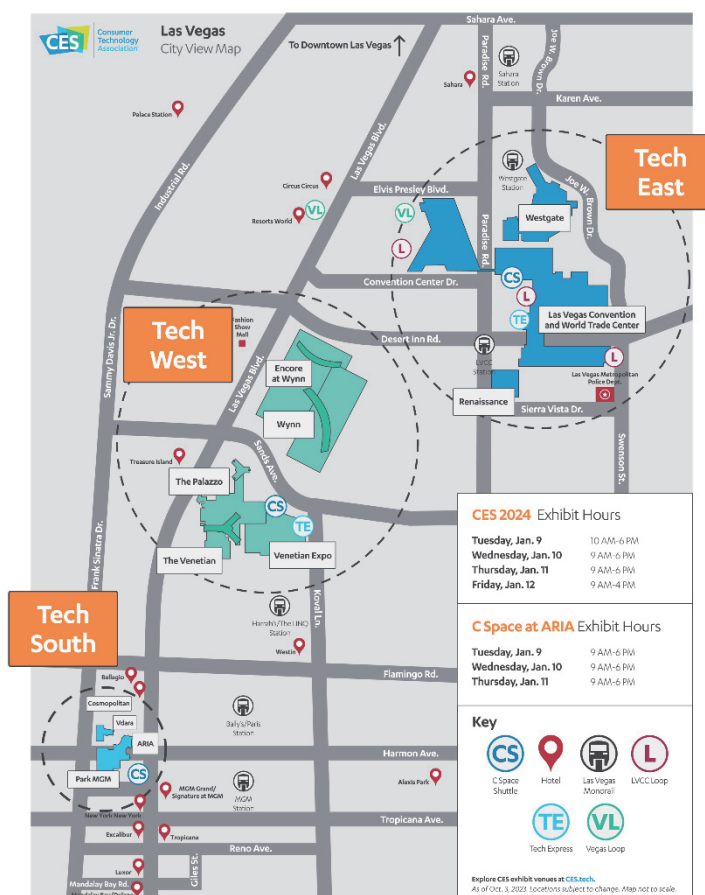 CES
Consumer
Technology
Association
Las Vegas
City View Map
To Downtown Las Vegas
Sahara Ave.
Paradise Rd.
Joe W. Brown Dr.
Sahara
Station
Sahara
Karen Ave.
Palace Station
Industrial Rd.
Las Vegas Blvd.
Tech
East
Westgate
Station
Circus Circus
Elvis Presley Blvd.
Joe W. Brown Dr.
Resorts World
VL
VL
Westgate
Paradise Rd.
L
Convention Center Dr.
CS
L
TE
Las Vegas Convention
and World Trade Center
Tech
West
Sammy Davis Jr. Dr.
Fashion
Show
Mall
Las Vegas Blvd.
Desert Inn Rd.
LVCC
Station
L
Las Vegas Metropolitan
Police Dept.
Encore
at Wynn
Renaissance
Sierra Vista Dr.
Wynn
Swenson St.
Treasure Island
Sands Ave.
The Palazzo
CS
TE
The Venetian
Venetian Expo
Frank Sinatra Dr.
Koval Ln.
Tech
South
Harrah's/The LINQ
Station
Westin
Flamingo Rd.
Bellagio
Cosmopolitan
Vdara
Bally's/Paris
Station
ARIA
Harmon Ave.
Park MGM
CS
MGM Grand/
Signature at MGM
MGM
Station
Alexis Park
New York New York
Tropicana Ave.
Excalibur
Tropicana
Reno Ave.
Luxor
Giles St.
Mandalay Bay Rd.
CES 2024 Exhibit Hours
Tuesday, Jan. 9 10 AM-6 PM
Wednesday, Jan. 10 9 AM-6 PM
Thursday, Jan. 11 9 AM-6 PM
Friday, Jan. 12 9 AM-4 PM
C Space at ARIA Exhibit Hours
Tuesday, Jan. 9 9 AM-6 PM
Wednesday, Jan. 10 9 AM-6 PM
Thursday, Jan. 11 9 AM-6 PM
Key
CS
C Space
Shuttle
Hotel
Las Vegas
Monorail
L
LVCC Loop
TE
Tech Express
VL
Vegas Loop
Explore CES exhibit venues at CES.tech.
As of Oct. 3, 2023. Locations subject to change. Map not to scale.